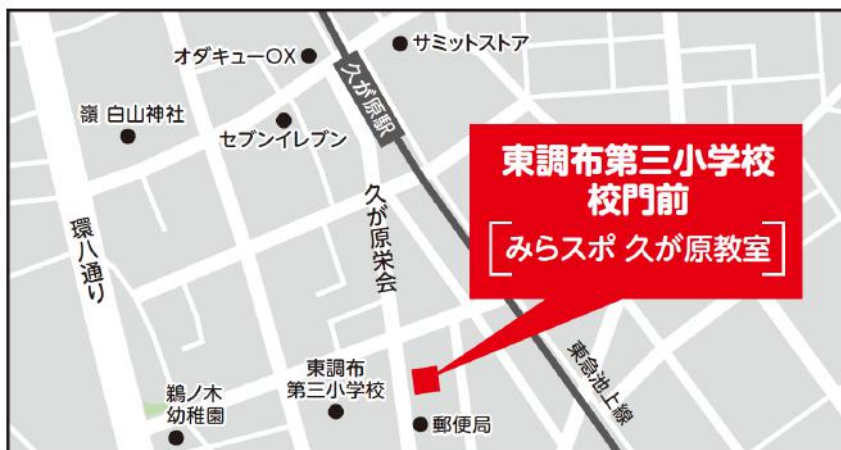 オダキューOX
サミットストア
嶺 白山神社
セブンイレブン
久が原駅
東調布第三小学校
校門前
みらスポ 久が原教室
環八通り
久が原栄会
東急池上線
東調布
第三小学校
鵜ノ木
幼稚園
郵便局